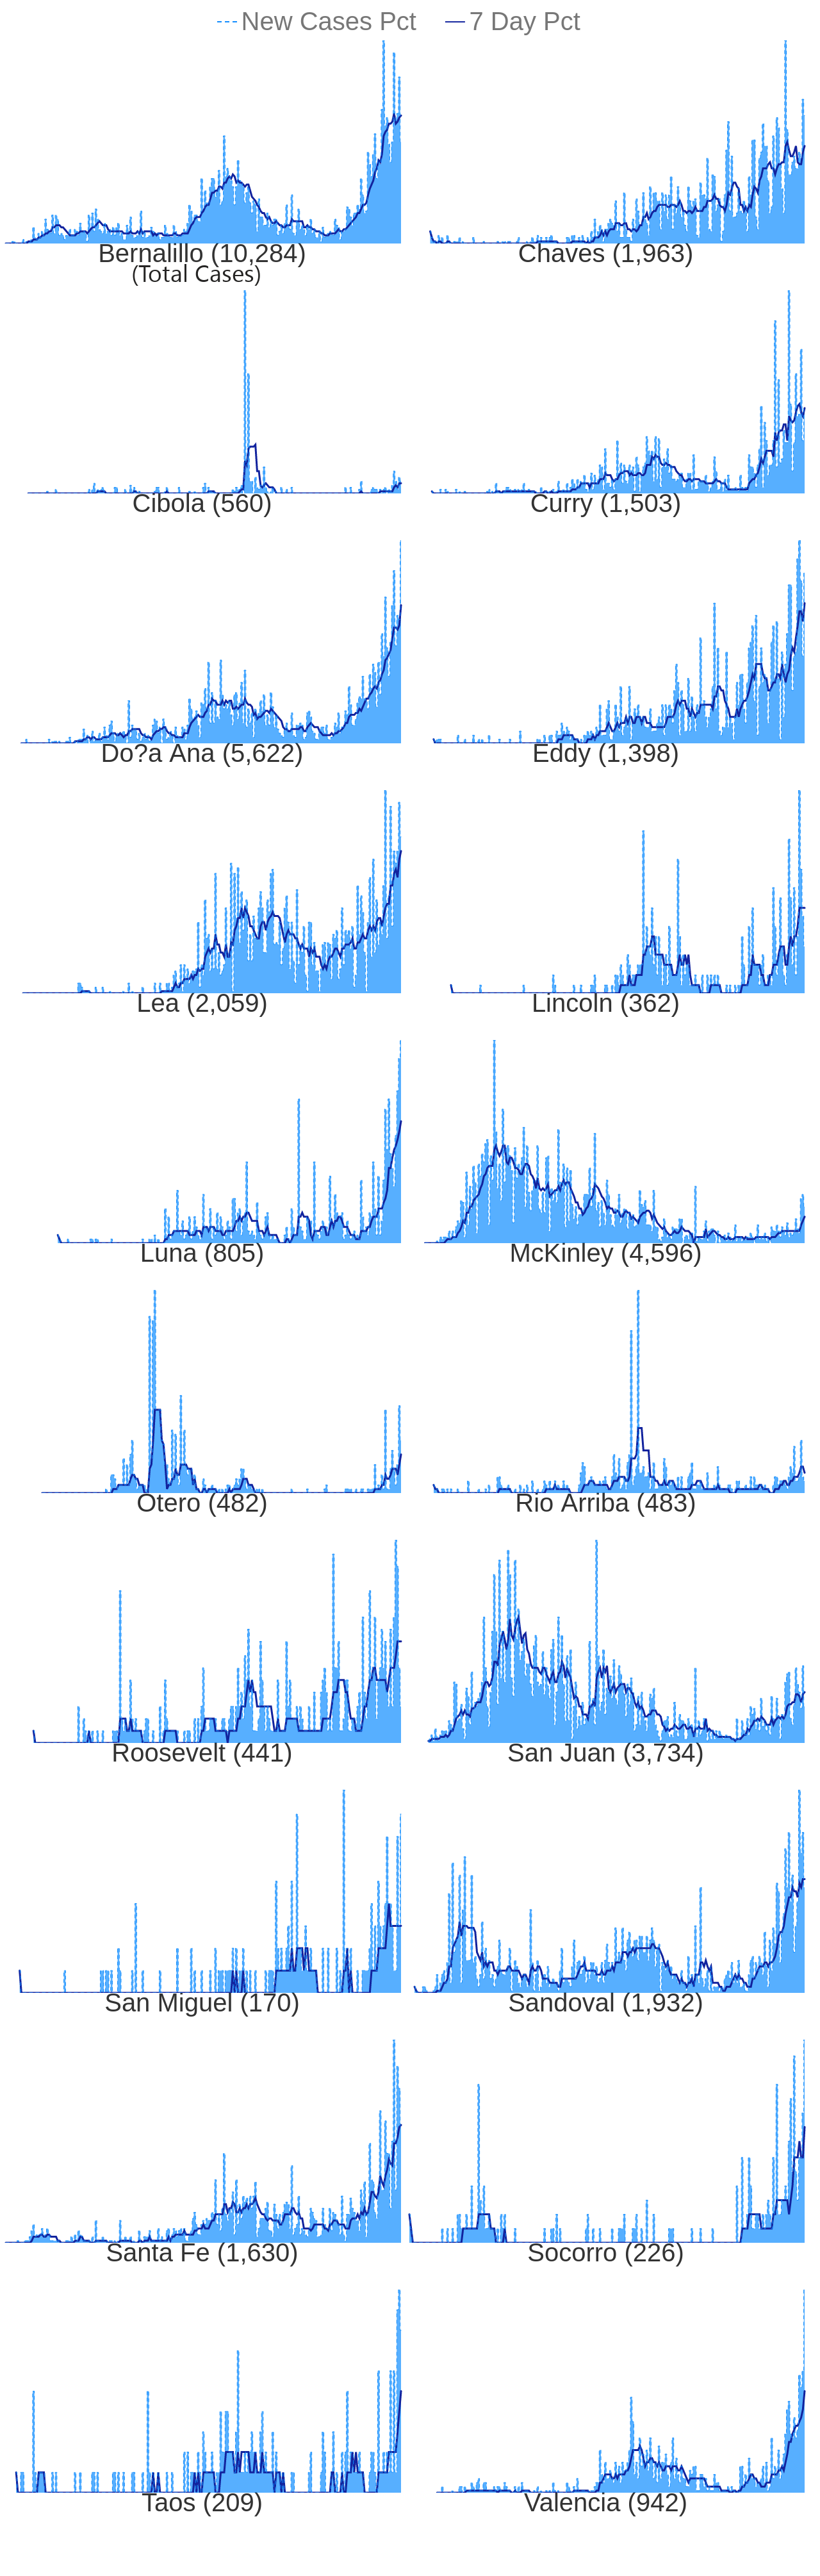 New Cases Pct 7 Day Pct
Bernalillo (10,284) Chaves (1,963)
(Total Cases)
Cibola (560) Curry (1,503)
Do?a Ana (5,622) Eddy (1,398)
Lea (2,059) Lincoln (362)
Luna (805) McKinley (4,596)
Otero (482) Rio Arriba (483)
Roosevelt (441) San Juan (3,734)
San Miguel (170) Sandoval (1,932)
Santa Fe (1,630) Socorro (226)
Taos (209) Valencia (942)